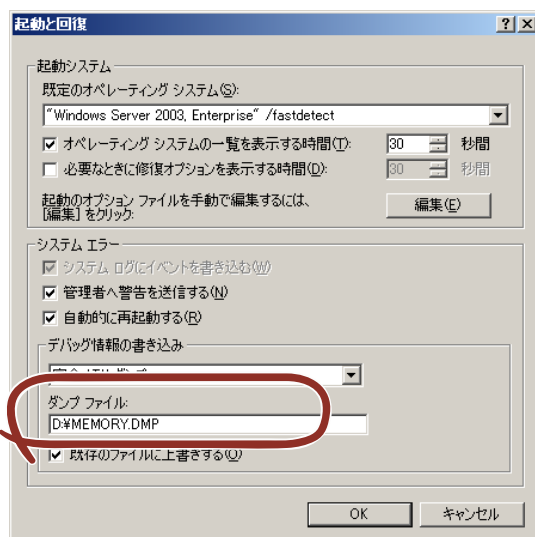 起動と回復
起動システム
既定のオペレーティング システム(S):
"Windows Server 2003, Enterprise" /fastdetect
オペレーティング システムの一覧を表示する時間(T): 30 秒間
必要なときに修復オプションを表示する時間(D): 30 秒間
起動のオプション ファイルを手動で編集するには、
[編集] をクリック: 編集(E)
システム エラー
システム ログにイベントを書き込む(W)
管理者へ警告を送信する(N)
自動的に再起動する(R)
デバッグ情報の書き込み
ダンプ ファイル:
D:¥MEMORY.DMP
既存のファイルに上書きする(O)
OK キャンセル